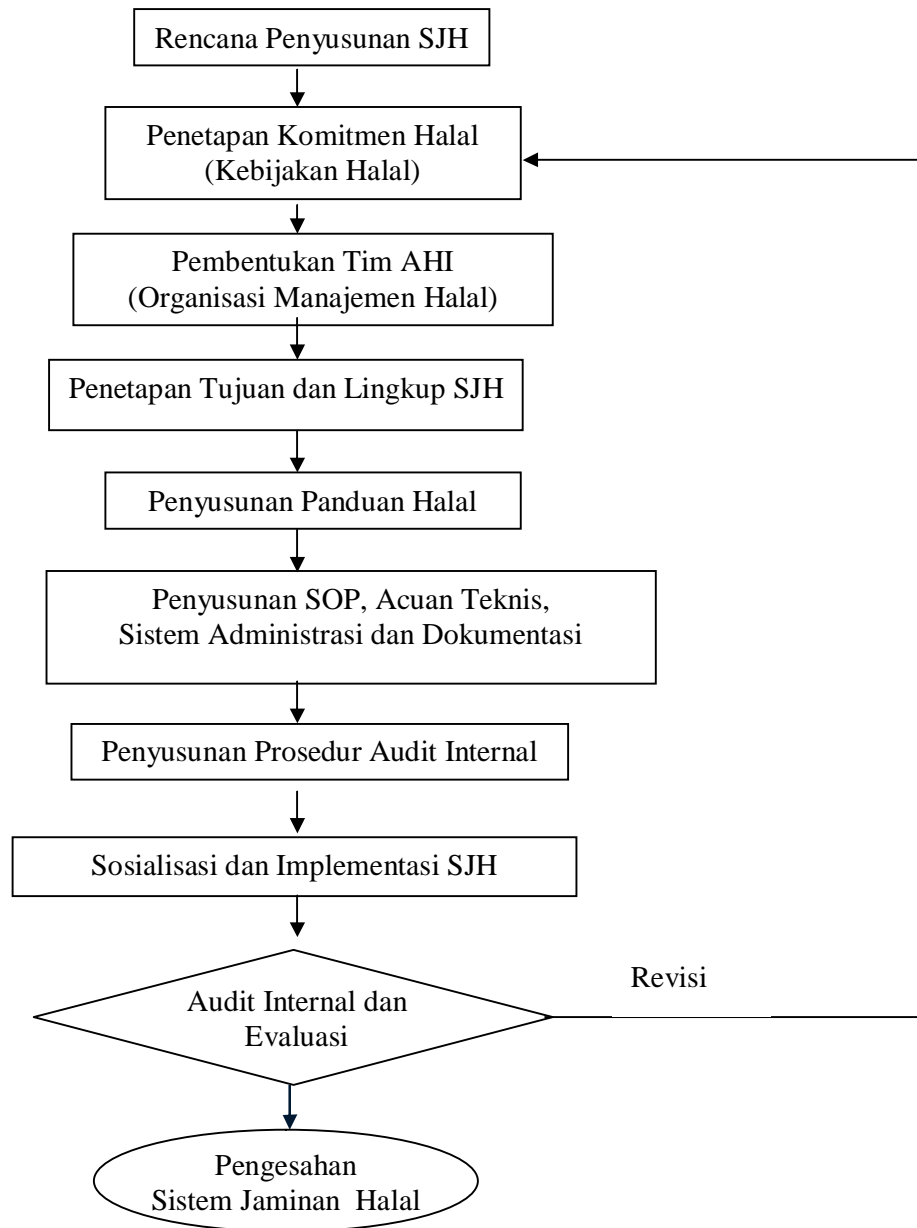 Rencana Penyusunan SJH
Penetapan Komitmen Halal
(Kebijakan Halal)
Pembentukan Tim AHI
(Organisasi Manajemen Halal)
Penetapan Tujuan dan Lingkup SJH
Penyusunan Panduan Halal
Penyusunan SOP, Acuan Teknis,
Sistem Administrasi dan Dokumentasi
Penyusunan Prosedur Audit Internal
Sosialisasi dan Implementasi SJH
Audit Internal dan
Evaluasi
Revisi
Pengesahan
Sistem Jaminan Halal